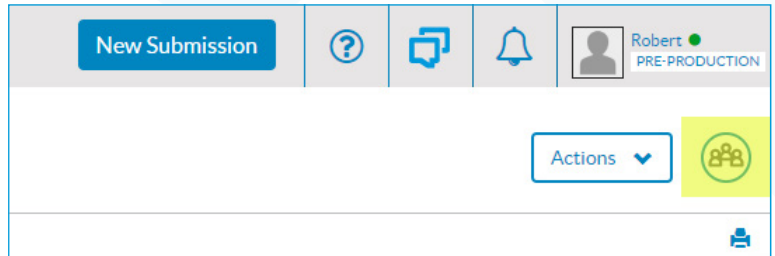 New Submission
?
Robert
PRE-PRODUCTION
Actions